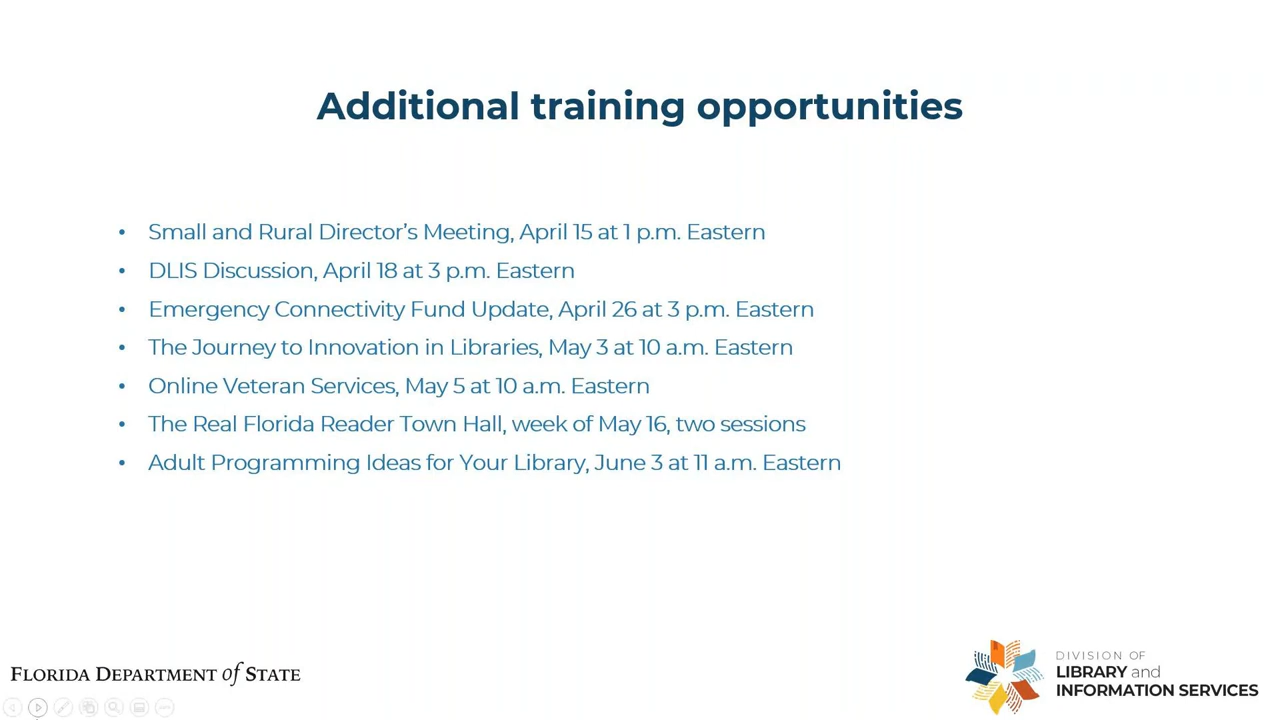 Additional training opportunities
• Small and Rural Director's Meeting, April 15 at 1 p.m. Eastern
• DLIS Discussion, April 18 at 3 p.m. Eastern
• Emergency Connectivity Fund Update, April 26 at 3 p.m. Eastern
• The Journey to Innovation in Libraries, May 3 at 10 a.m. Eastern
• Online Veteran Services, May 5 at 10 a.m. Eastern
• The Real Florida Reader Town Hall, week of May 16, two sessions
• Adult Programming Ideas for Your Library, June 3 at 11 a.m. Eastern
FLORIDA DEPARTMENT of STATE
DIVISION OF
LIBRARY and
INFORMATION SERVICES